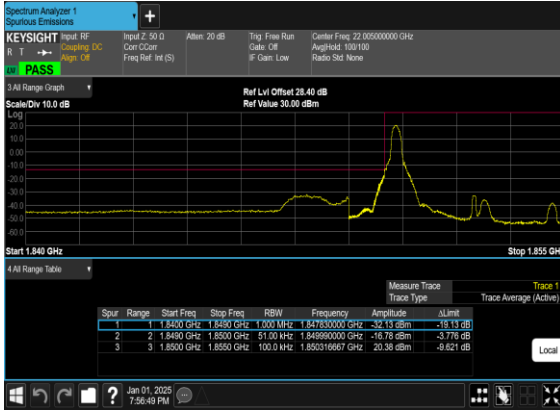 Spectrum Analyzer 1
Spurious Emissions
+
KEYSIGHT Input: RF Input Z: 50 Ω Atten: 20 dB Trig: Free Run Center Freq: 22.005000000 GHz
R T Coupling: DC Corr CCorr Gate: Off Avg|Hold: 100/100
Align: Off Freq Ref: Int (S) IF Gain: Low Radio Std: None
PASS
3 All Range Graph
Ref Lvl Offset 28.40 dB
Scale/Div 10.0 dB Ref Value 30.00 dBm
Log
20.0
10.0
0.00
-10.0
-20.0
-30.0
-40.0
-50.0
-60.0
Start 1.840 GHz Stop 1.855 GH
4 All Range Table
Measure Trace Trace 1
Trace Type Trace Average (Active)
Spur Range Start Freq Stop Freq RBW Frequency Amplitude ΔLimit
1 1 1.8400 GHz 1.8490 GHz 1.000 MHz 1.847630000 GHz -32.13 dBm -19.13 dB
2 2 1.8490 GHz 1.8500 GHz 51.00 kHz 1.849990000 GHz -16.78 dBm -3.776 dB
3 3 1.8500 GHz 1.8550 GHz 100.0 kHz 1.850316667 GHz 20.38 dBm -9.621 dB
Local
? Jan 01, 2025
7:56:49 PM